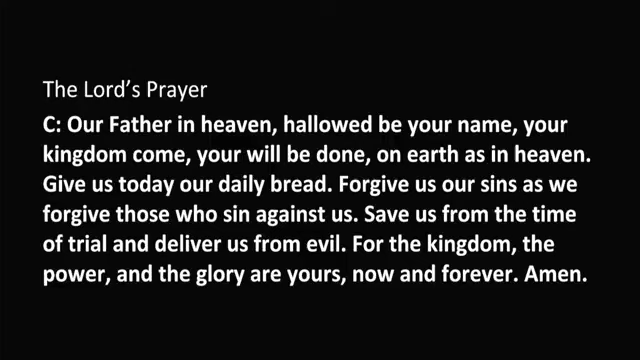 The Lord's Prayer
C: Our Father in heaven, hallowed be your name, your
kingdom come, your will be done, on earth as in heaven.
Give us today our daily bread. Forgive us our sins as we
forgive those who sin against us. Save us from the time
of trial and deliver us from evil. For the kingdom, the
power, and the glory are yours, now and forever. Amen.